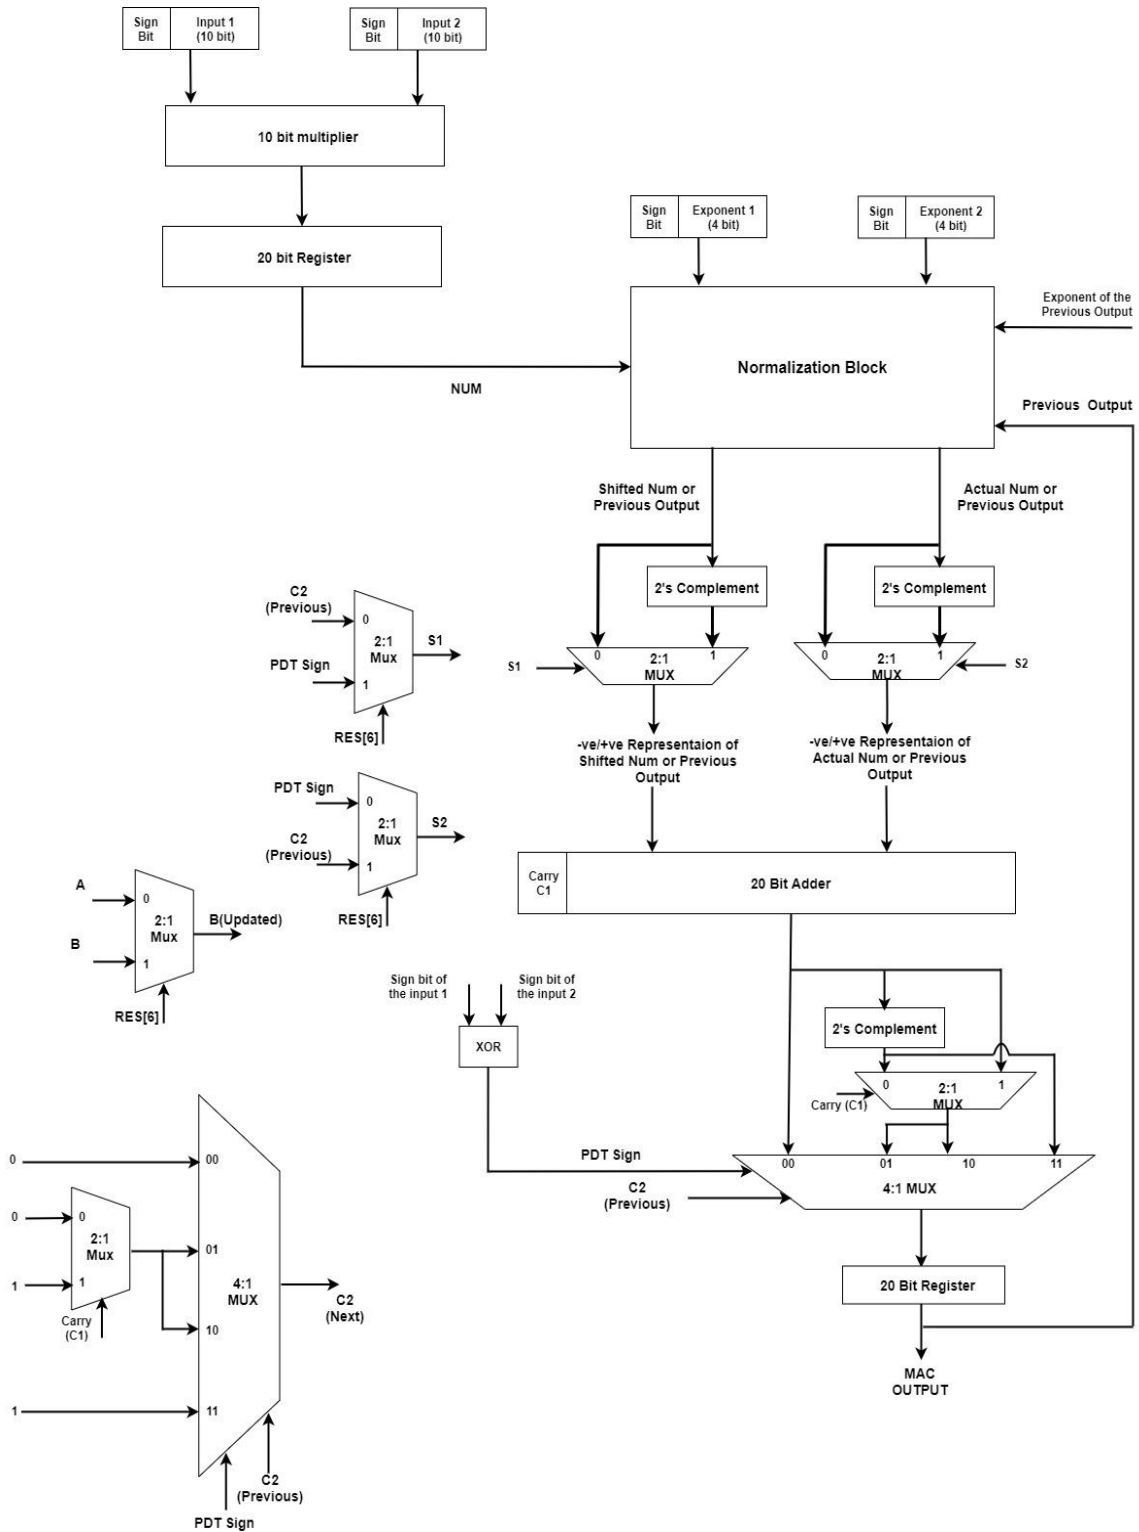 Sign
Bit
Input 1
(10 bit)
Sign
Bit
Input 2
(10 bit)
10 bit multiplier
20 bit Register
Sign
Bit
Exponent 1
(4 bit)
Sign
Bit
Exponent 2
(4 bit)
Exponent of the
Previous Output
Normalization Block
NUM
Previous Output
Shifted Num or
Previous Output
Actual Num or
Previous Output
2's Complement
2's Complement
C2
(Previous)
0
2:1
Mux
S1
PDT Sign
1
RES[6]
S1
0
2:1
MUX
1
0
2:1
MUX
1
S2
-ve/+ve Representaion of
Shifted Num or Previous
Output
-ve/+ve Representaion of
Actual Num or Previous
Output
PDT Sign
0
2:1
Mux
S2
C2
(Previous)
1
RES[6]
Carry
C1
20 Bit Adder
A
0
2:1
Mux
B(Updated)
B
1
RES[6]
Sign bit of
the input 1
Sign bit of
the input 2
XOR
2's Complement
0
2:1
MUX
1
Carry (C1)
PDT Sign
C2
(Previous)
00
01
10
11
4:1 MUX
20 Bit Register
MAC
OUTPUT
0
00
0
0
2:1
Mux
1
1
Carry
(C1)
01
4:1
MUX
10
C2
(Next)
1
11
C2
(Previous)
PDT Sign